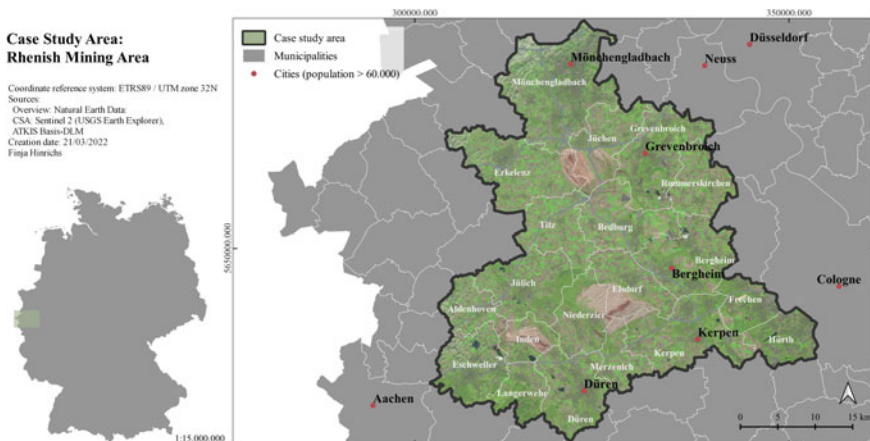 Case Study Area:
Rhenish Mining Area
Coordinate reference system: ETRS89 / UTM zone 32N
Sources:
Overview: Natural Earth Data
CSA: Sentinel 2 (USGS Earth Explorer),
ATKIS Basis-DLM
Creation date: 21/03/2022
Finja Hinrichs
1:15.000.000
300000.000
350000.000
5650000.000
Case study area
Municipalities
Cities (population > 60.000)
Düsseldorf
Neuss
Mönchengladbach
Mönchengladbach
Jüchen
Grevenbroich
Grevenbroich
Erkelenz
Rommerskirchen
Titz
Bedburg
Bergheim
Bergheim
Cologne
Jülich
Elsdorf
Aldenhoven
Niederzier
Frechen
Inden
Kerpen
Hürth
Eschweiler
Merzenich
Kerpen
Langerwehe
Düren
Aachen
Düren
0 5 10 15 km